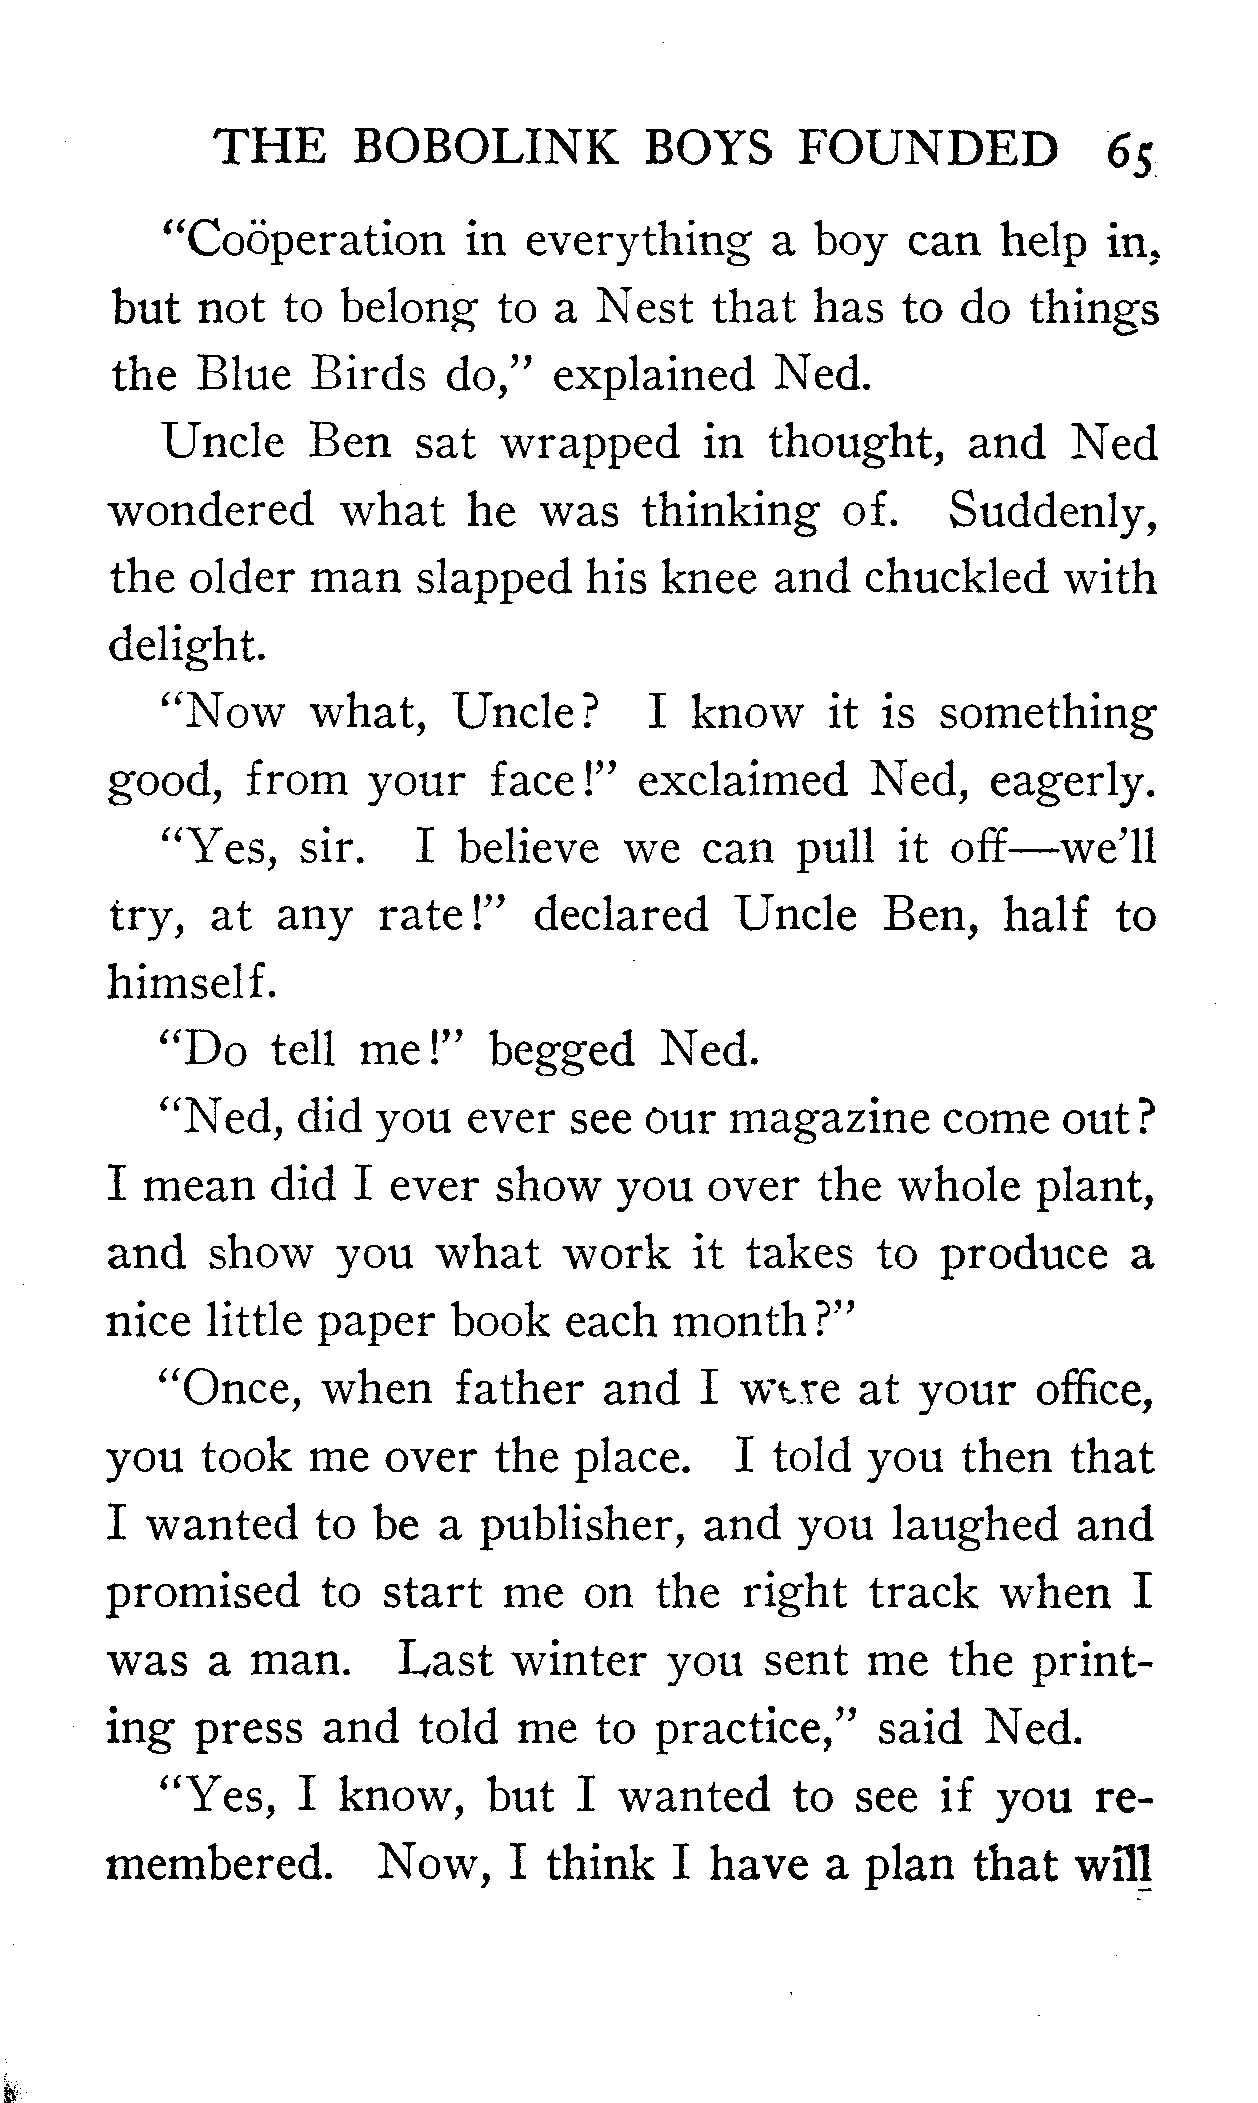 THE BOBOLINK BOYS FOUNDED 65
“Coöperation in everything a boy can help in,
but not to belong to a Nest that has to do things
the Blue Birds do,” explained Ned.
Uncle Ben sat wrapped in thought, and Ned
wondered what he was thinking of. Suddenly,
the older man slapped his knee and chuckled with
delight.
“Now what, Uncle? I know it is something
good, from your face!” exclaimed Ned, eagerly.
“Yes, sir. I believe we can pull it off—we’ll
try, at any rate!” declared Uncle Ben, half to
himself.
“Do tell me!” begged Ned.
“Ned, did you ever see our magazine come out?
I mean did I ever show you over the whole plant,
and show you what work it takes to produce a
nice little paper book each month?”
“Once, when father and I were at your office,
you took me over the place. I told you then that
I wanted to be a publisher, and you laughed and
promised to start me on the right track when I
was a man. Last winter you sent me the print-
ing press and told me to practice,” said Ned.
“Yes, I know, but I wanted to see if you re-
membered. Now, I think I have a plan that will